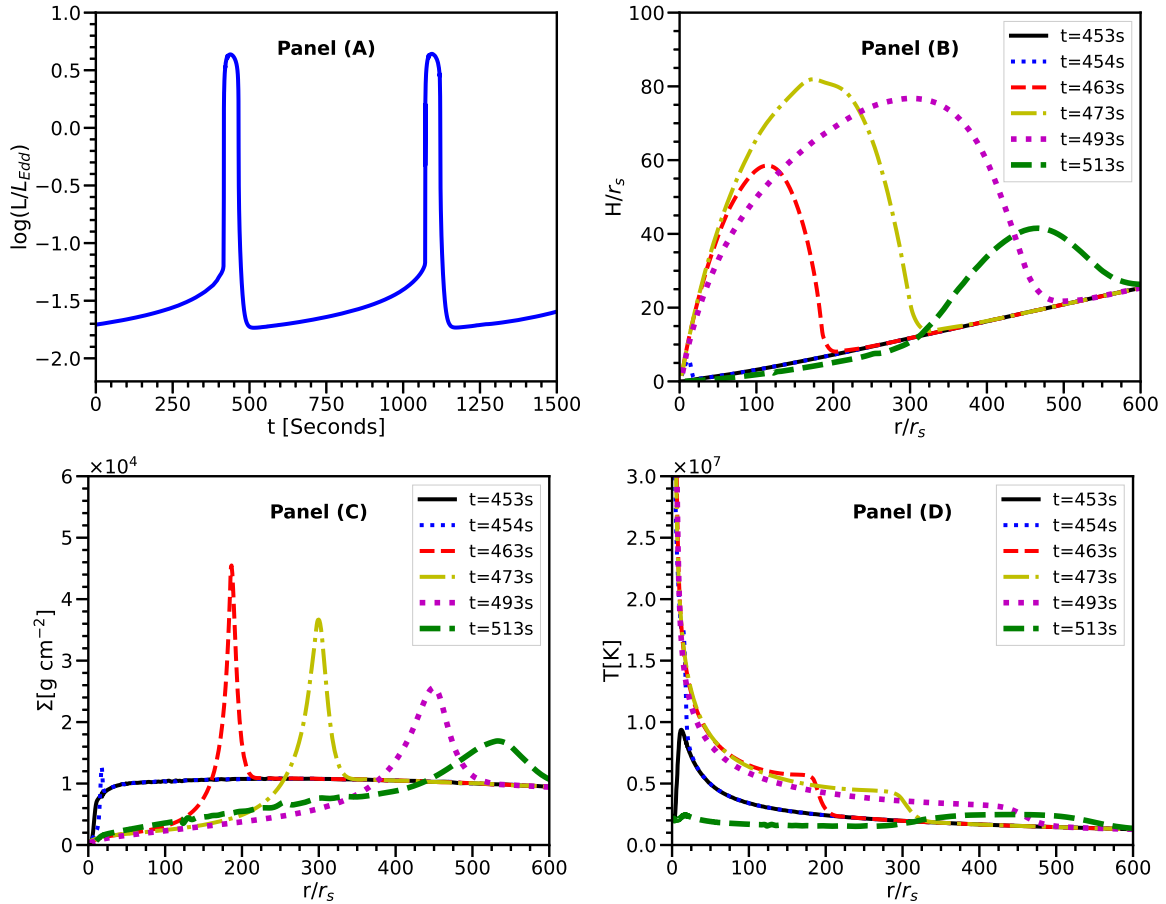 Panel (A)
log(L/L_Edd)
1.0
0.5
0.0
−0.5
−1.0
−1.5
−2.0
0 250 500 750 1000 1250 1500
t [Seconds]
Panel (B)
H/r_s
100
80
60
40
20
0
0 100 200 300 400 500 600
r/r_s
t=453s
t=454s
t=463s
t=473s
t=493s
t=513s
×10⁴
Panel (C)
Σ[g cm⁻²]
6
5
4
3
2
1
0
0 100 200 300 400 500 600
r/r_s
t=453s
t=454s
t=463s
t=473s
t=493s
t=513s
×10⁷
Panel (D)
T[K]
3.0
2.5
2.0
1.5
1.0
0.5
0.0
0 100 200 300 400 500 600
r/r_s
t=453s
t=454s
t=463s
t=473s
t=493s
t=513s